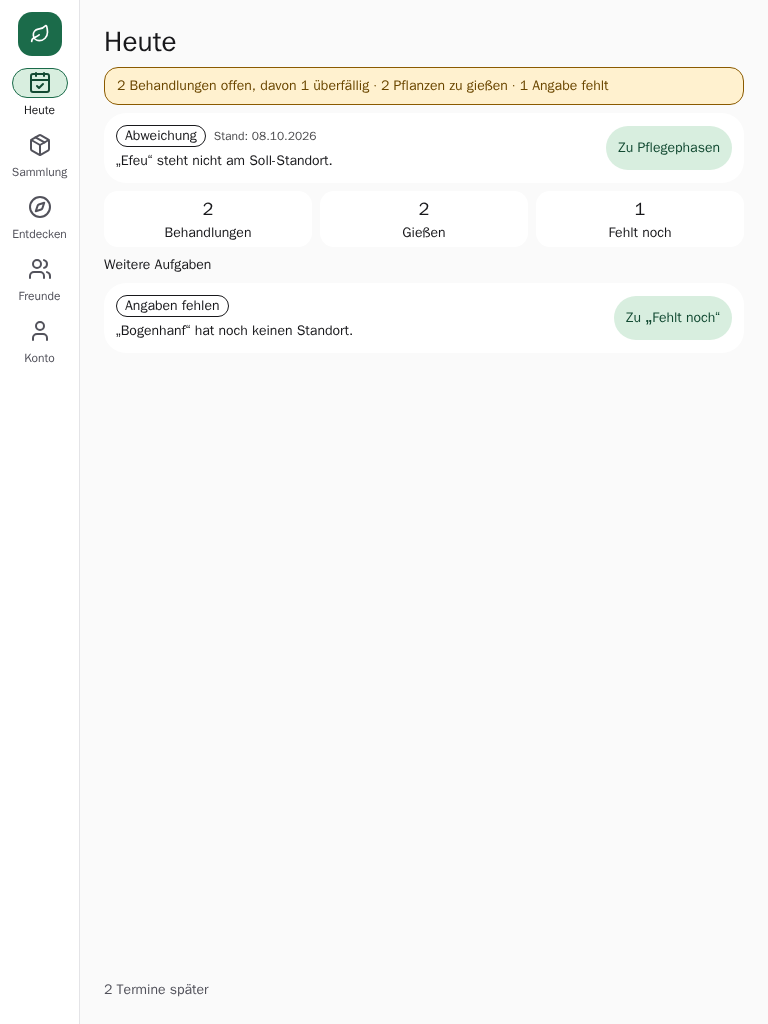 Heute
Sammlung
Entdecken
Freunde
Konto
Heute
2 Behandlungen offen, davon 1 überfällig · 2 Pflanzen zu gießen · 1 Angabe fehlt
Abweichung Stand: 08.10.2026
„Efeu“ steht nicht am Soll-Standort.
Zu Pflegephasen
2
Behandlungen
2
Gießen
1
Fehlt noch
Weitere Aufgaben
Angaben fehlen
„Bogenhanf“ hat noch keinen Standort.
Zu „Fehlt noch“
2 Termine später